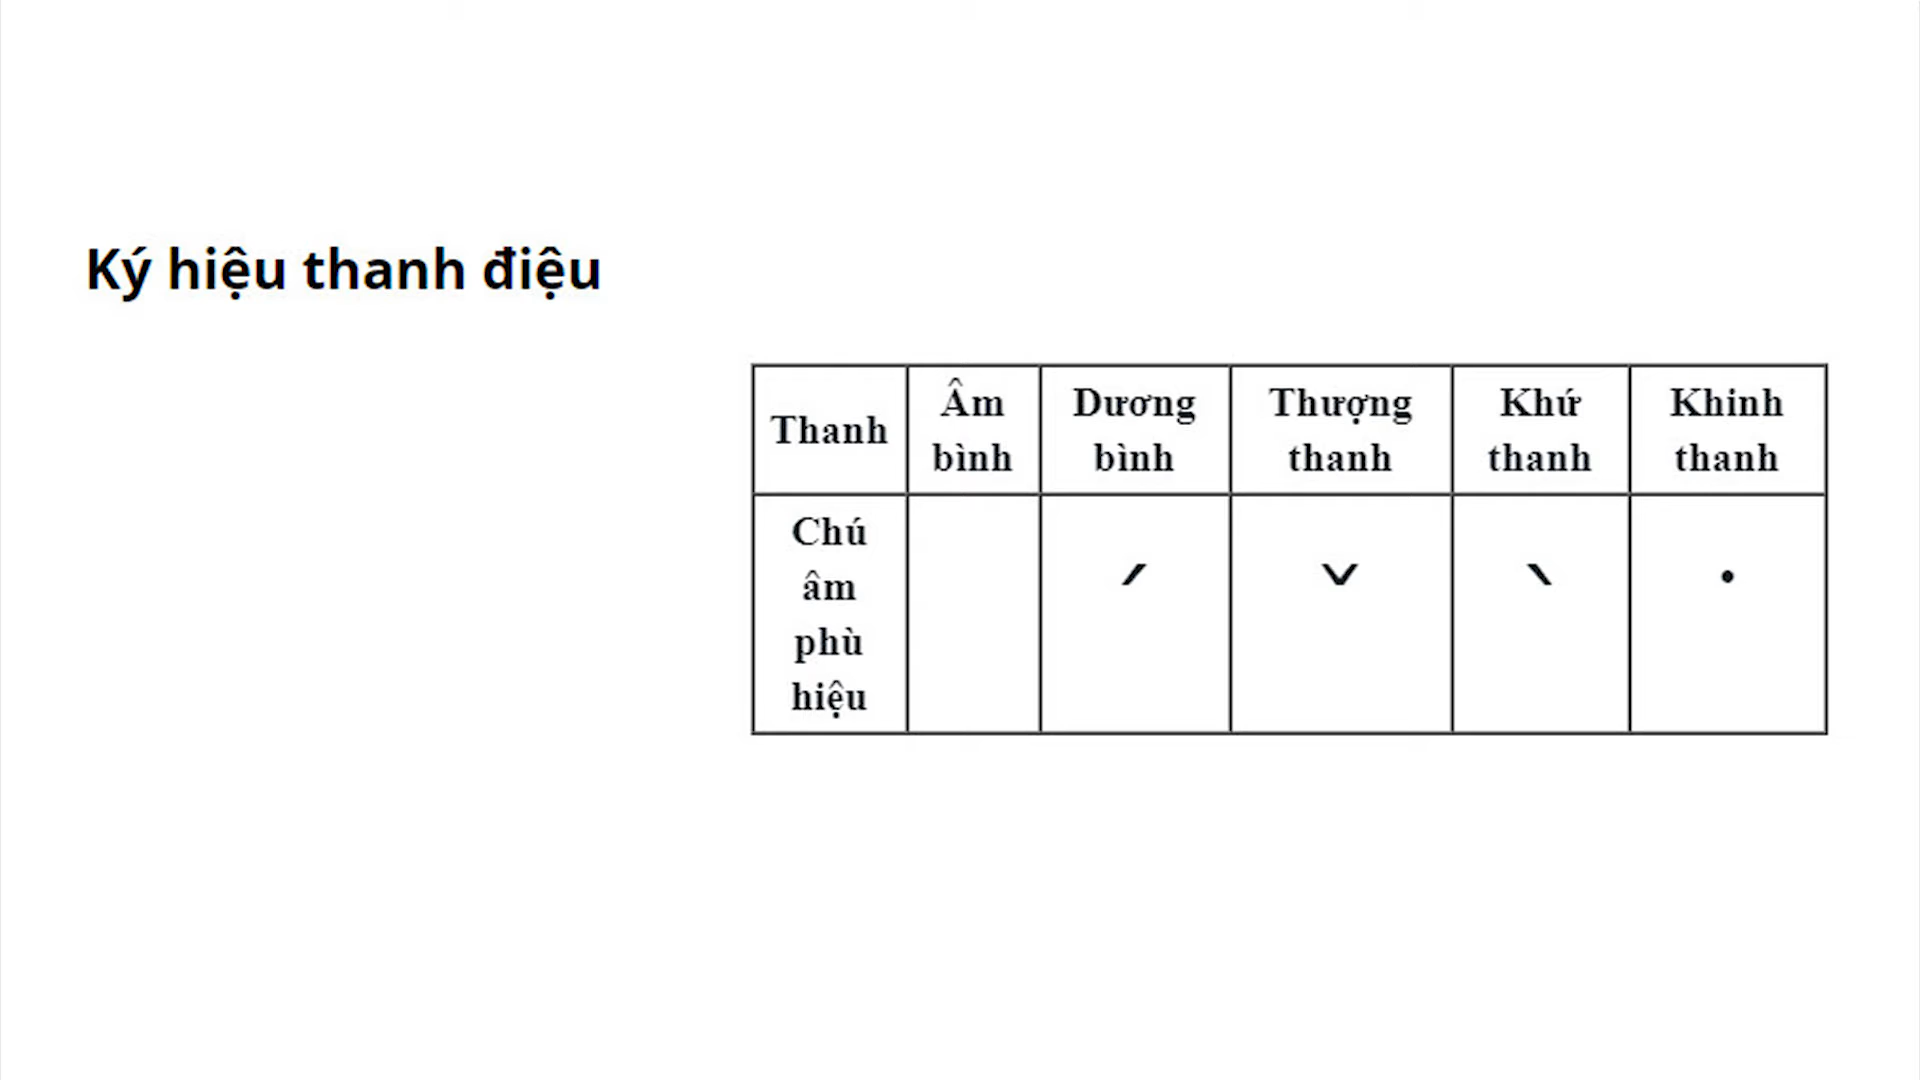 Ký hiệu thanh điệu
Thanh
Âm
bình
Dương
bình
Thượng
thanh
Khứ
thanh
Khinh
thanh
Chú
âm
phù
hiệu
ˊ
ˇ
ˋ
•